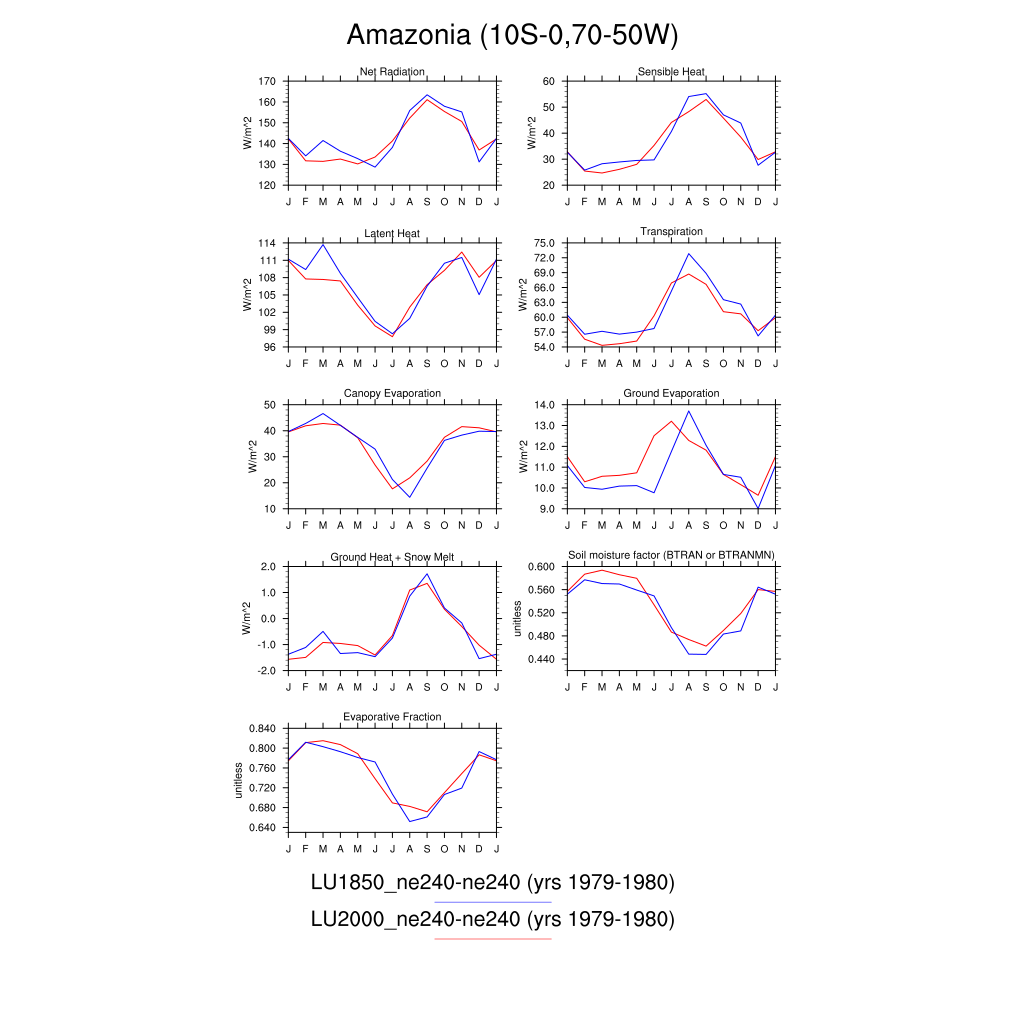 Amazonia (10S-0,70-50W)
Net Radiation
170
160
150
140
130
120
W/m^2
J F M A M J J A S O N D J
Sensible Heat
60
50
40
30
20
W/m^2
J F M A M J J A S O N D J
Latent Heat
114
111
108
105
102
99
96
W/m^2
J F M A M J J A S O N D J
Transpiration
75.0
72.0
69.0
66.0
63.0
60.0
57.0
54.0
W/m^2
J F M A M J J A S O N D J
Canopy Evaporation
50
40
30
20
10
W/m^2
J F M A M J J A S O N D J
Ground Evaporation
14.0
13.0
12.0
11.0
10.0
9.0
W/m^2
J F M A M J J A S O N D J
Ground Heat + Snow Melt
2.0
1.0
0.0
-1.0
-2.0
W/m^2
J F M A M J J A S O N D J
Soil moisture factor (BTRAN or BTRANMN)
0.600
0.560
0.520
0.480
0.440
unitless
J F M A M J J A S O N D J
Evaporative Fraction
0.840
0.800
0.760
0.720
0.680
0.640
unitless
J F M A M J J A S O N D J
LU1850_ne240-ne240 (yrs 1979-1980)
LU2000_ne240-ne240 (yrs 1979-1980)